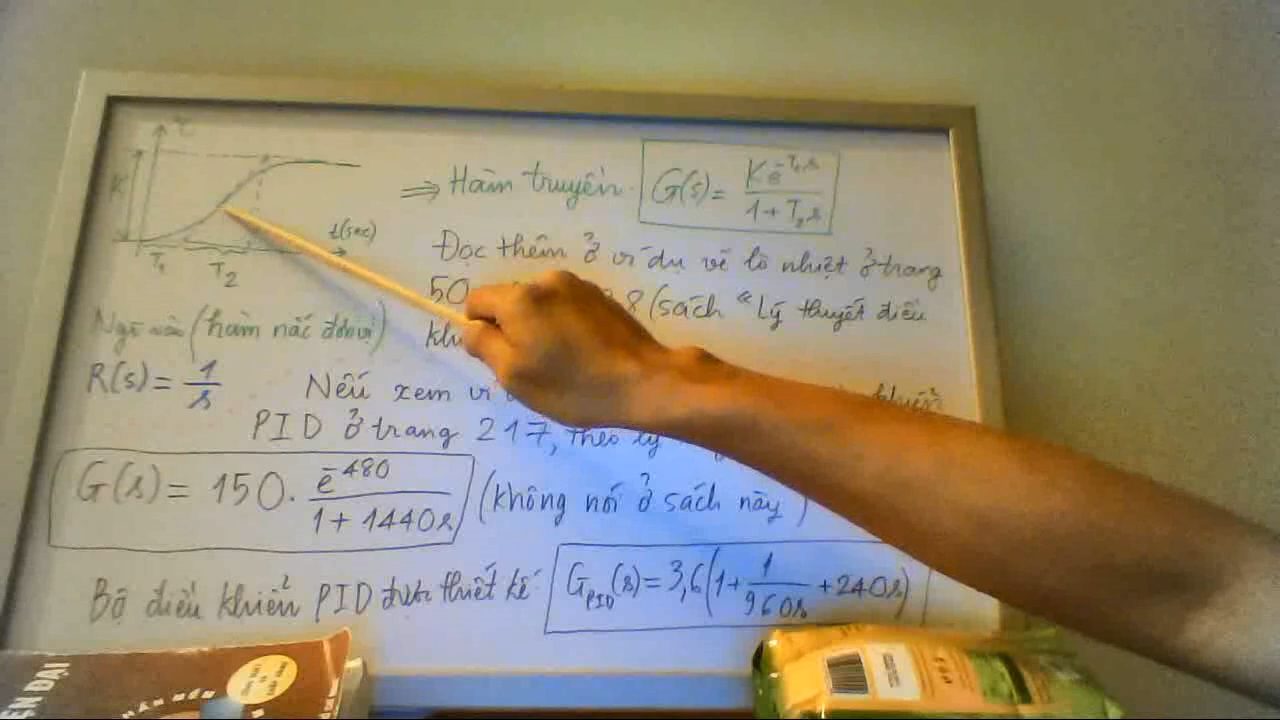 K
T₁
T₂
t(sec)
⇒ Hàm truyền G(s) = Ke^-T₁s / 1 + T₂s
Đọc thêm ở ví dụ về lò nhiệt ở trang
50 8 (sách "Lý thuyết điều
(hàm nấc đơn vị)
R(s) = 1/s
Nếu xem ví
PID ở trang 217, theo lý
G(s) = 150. e^-480 / 1 + 1440s (không nói ở sách này)
Bộ điều khiển PID được thiết kế: G_PID(s) = 3,6(1 + 1/960s + 240s)
ĐẠI